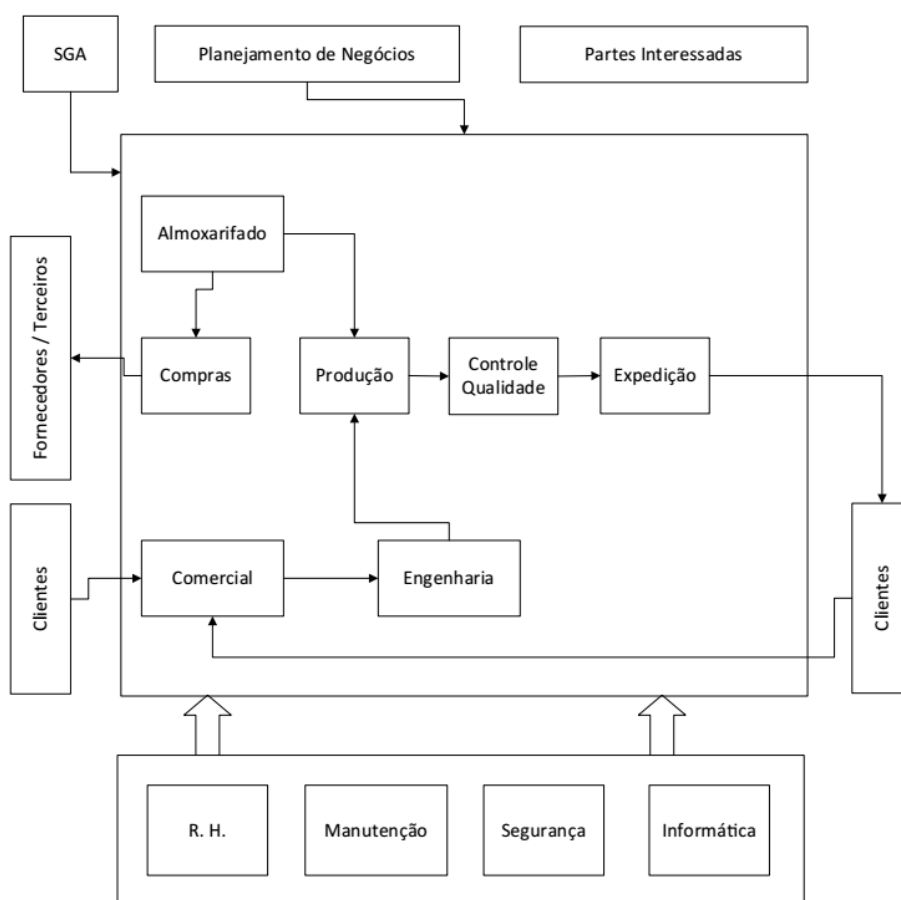 SGA
Planejamento de Negócios
Partes Interessadas
Almoxarifado
Fornecedores / Terceiros
Compras
Produção
Controle
Qualidade
Expedição
Clientes
Comercial
Engenharia
Clientes
R. H.
Manutenção
Segurança
Informática